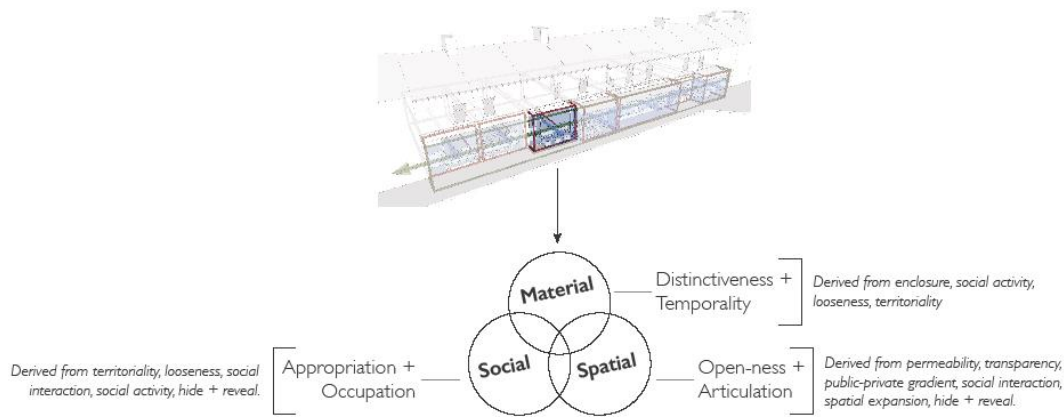 Material
Distinctiveness +
Temporality
Derived from enclosure, social activity,
looseness, territoriality
Derived from territoriality, looseness, social
interaction, social activity, hide + reveal.
Appropriation +
Occupation
Social
Spatial
Open-ness +
Articulation
Derived from permeability, transparency,
public-private gradient, social interaction,
spatial expansion, hide + reveal.